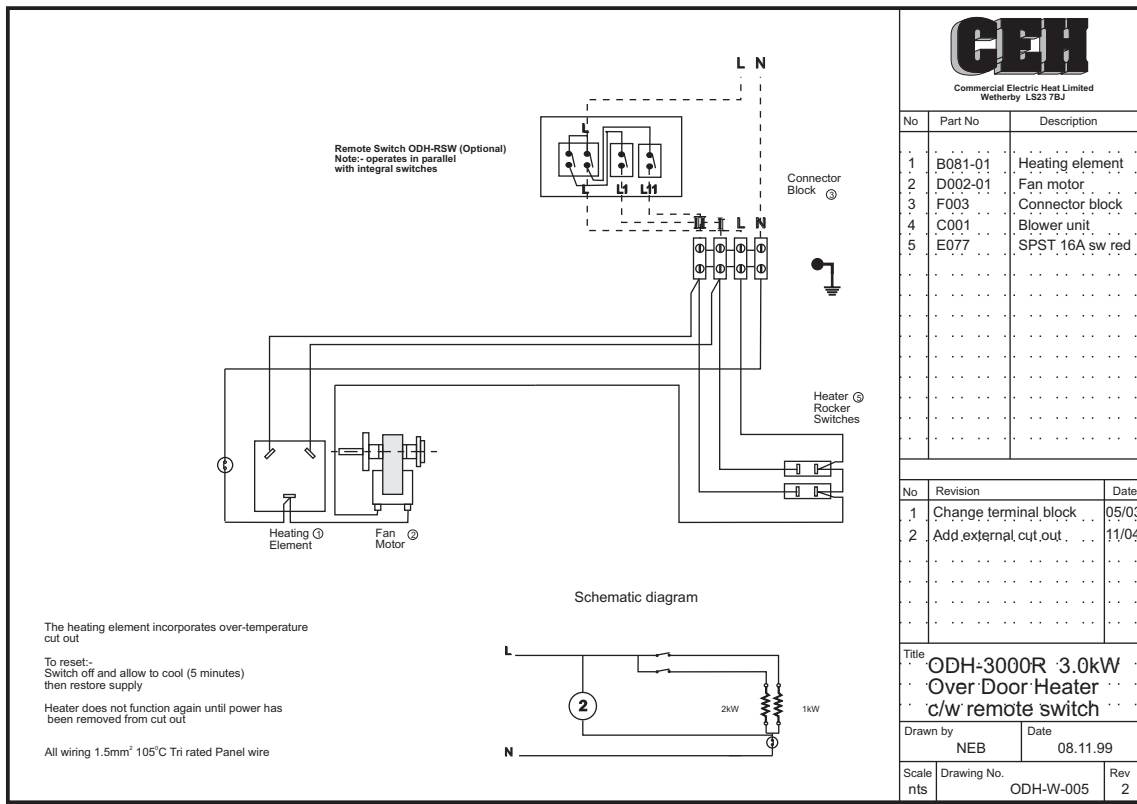 L N
Remote Switch ODH-RSW (Optional)
Note:- operates in parallel
with integral switches
L
L L1 L11
Connector
Block ③
II I L N
Heater ⑤
Rocker
Switches
Heating ①
Element
Fan ②
Motor
Schematic diagram
The heating element incorporates over-temperature
cut out
To reset:-
Switch off and allow to cool (5 minutes)
then restore supply
Heater does not function again until power has
been removed from cut out
All wiring 1.5mm² 105°C Tri rated Panel wire
L
2
2kW 1kW
N
CEH
Commercial Electric Heat Limited
Wetherby LS23 7BJ
No Part No Description
1 B081-01 Heating element
2 D002-01 Fan motor
3 F003 Connector block
4 C001 Blower unit
5 E077 SPST 16A sw red
No Revision Date
1 Change terminal block 05/03
2 Add external cut out 11/04
Title
ODH-3000R 3.0kW
Over Door Heater
c/w remote switch
Drawn by Date
NEB 08.11.99
Scale Drawing No. Rev
nts ODH-W-005 2